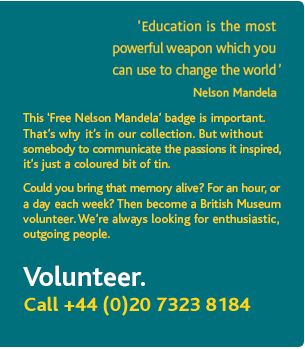 'Education is the most
powerful weapon which you
can use to change the world'
Nelson Mandela
This 'Free Nelson Mandela' badge is important.
That's why it's in our collection. But without
somebody to communicate the passions it inspired,
it's just a coloured bit of tin.
Could you bring that memory alive? For an hour, or
a day each week? Then become a British Museum
volunteer. We're always looking for enthusiastic,
outgoing people.
Volunteer.
Call +44 (0)20 7323 8184